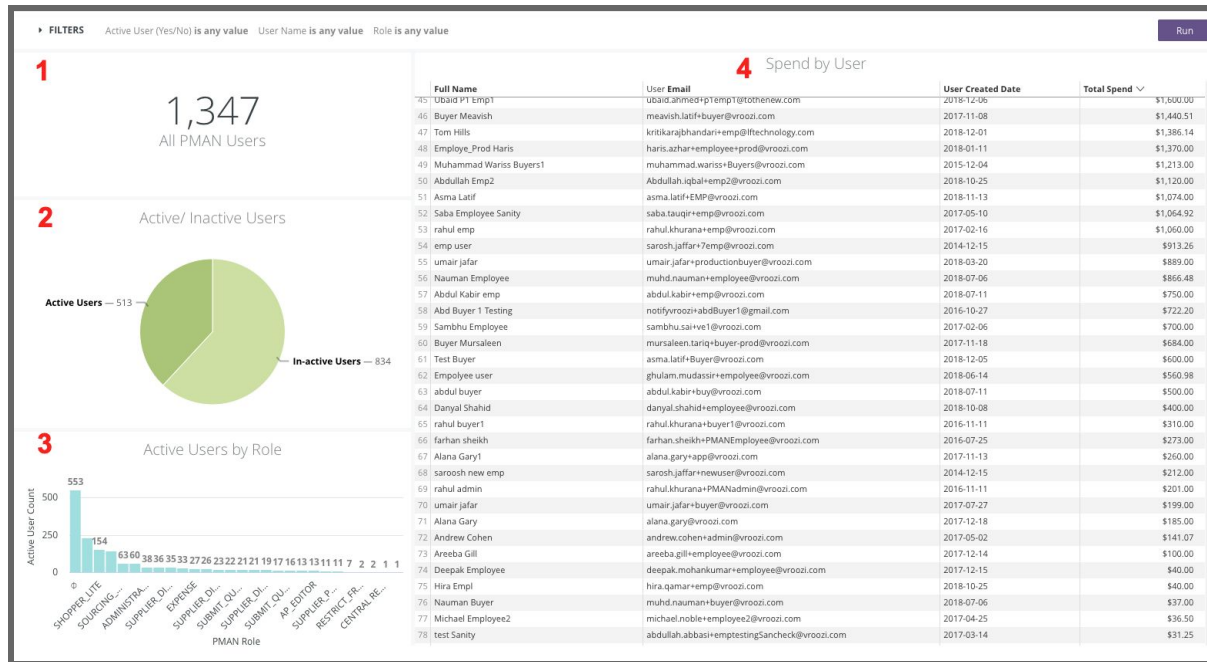 FILTERS Active User (Yes/No) is any value User Name is any value Role is any value
Run
1
1,347
All PMAN Users
2
Active/ Inactive Users
Active Users — 513
In-active Users — 834
3
Active Users by Role
Active User Count
500
250
0
553
154
63 60 38 36 35 33 27 26 23 22 21 21 19 17 16 13 13 11 11 7 2 2 1 1
∅
SHOPPER_LITE
SOURCING_...
ADMINISTRA...
SUPPLIER_DI...
EXPENSE
SUPPLIER_DI...
SUBMIT_QU...
SUPPLIER_DI...
SUBMIT_QU...
AP_EDITOR
SUPPLIER_P...
RESTRICT_FR...
CENTRAL RE...
PMAN Role
4
Spend by User
Full Name User Email User Created Date Total Spend
45 Ubaid P1 Emp1 ubaid.ahmed+p1emp1@tothenew.com 2018-12-06 $1,600.00
46 Buyer Meavish meavish.latif+buyer@vroozi.com 2017-11-08 $1,440.51
47 Tom Hills kritikarajbhandari+emp@lftechnology.com 2018-12-01 $1,386.14
48 Employe_Prod Haris haris.azhar+employee+prod@vroozi.com 2018-01-11 $1,370.00
49 Muhammad Wariss Buyers1 muhammad.wariss+Buyers@vroozi.com 2015-12-04 $1,213.00
50 Abdullah Emp2 Abdullah.iqbal+emp2@vroozi.com 2018-10-25 $1,120.00
51 Asma Latif asma.latif+EMP@vroozi.com 2018-11-13 $1,074.00
52 Saba Employee Sanity saba.tauqir+emp@vroozi.com 2017-05-10 $1,064.92
53 rahul emp rahul.khurana+emp@vroozi.com 2017-02-16 $1,060.00
54 emp user sarosh.jaffar+7emp@vroozi.com 2014-12-15 $913.26
55 umair jafar umair.jafar+productionbuyer@vroozi.com 2018-03-20 $889.00
56 Nauman Employee muhd.nauman+employee@vroozi.com 2018-07-06 $866.48
57 Abdul Kabir emp abdul.kabir+emp@vroozi.com 2018-07-11 $750.00
58 Abd Buyer 1 Testing notifyvroozi+abdBuyer1@gmail.com 2016-10-27 $722.20
59 Sambhu Employee sambhu.sai+ve1@vroozi.com 2017-02-06 $700.00
60 Buyer Mursaleen mursaleen.tariq+buyer-prod@vroozi.com 2017-11-18 $684.00
61 Test Buyer asma.latif+Buyer@vroozi.com 2018-12-05 $600.00
62 Empolyee user ghulam.mudassir+empolyee@vroozi.com 2018-06-14 $560.98
63 abdul buyer abdul.kabir+buy@vroozi.com 2018-07-11 $500.00
64 Danyal Shahid danyal.shahid+employee@vroozi.com 2018-10-08 $400.00
65 rahul buyer1 rahul.khurana+buyer1@vroozi.com 2016-11-11 $310.00
66 farhan sheikh farhan.sheikh+PMANEmployee@vroozi.com 2016-07-25 $273.00
67 Alana Gary1 alana.gary+app@vroozi.com 2017-11-13 $260.00
68 saroosh new emp sarosh.jaffar+newuser@vroozi.com 2014-12-15 $212.00
69 rahul admin rahul.khurana+PMANadmin@vroozi.com 2016-11-11 $201.00
70 umair jafar umair.jafar+buyer@vroozi.com 2017-07-27 $199.00
71 Alana Gary alana.gary@vroozi.com 2017-12-18 $185.00
72 Andrew Cohen andrew.cohen+admin@vroozi.com 2017-05-02 $141.07
73 Areeba Gill areeba.gill+employee@vroozi.com 2017-12-14 $100.00
74 Deepak Employee deepak.mohankumar+employee@vroozi.com 2017-12-15 $40.00
75 Hira Empl hira.qamar+emp@vroozi.com 2018-10-25 $40.00
76 Nauman Buyer muhd.nauman+buyer@vroozi.com 2018-07-06 $37.00
77 Michael Employee2 michael.noble+employee2@vroozi.com 2017-04-25 $36.50
78 test Sanity abdullah.abbasi+emptestingSancheck@vroozi.com 2017-03-14 $31.25